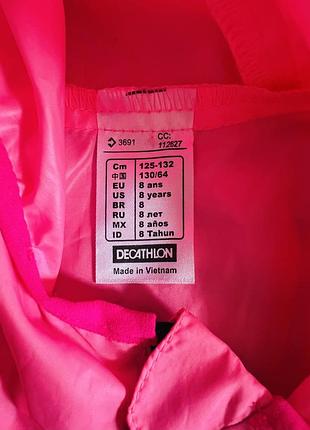 3691 CC: 112627
Cm 125-132
中国 130/64
EU 8 ans
US 8 years
BR 8
RU 8 лет
MX 8 años
ID 8 Tahun
DECATHLON
Made in Vietnam